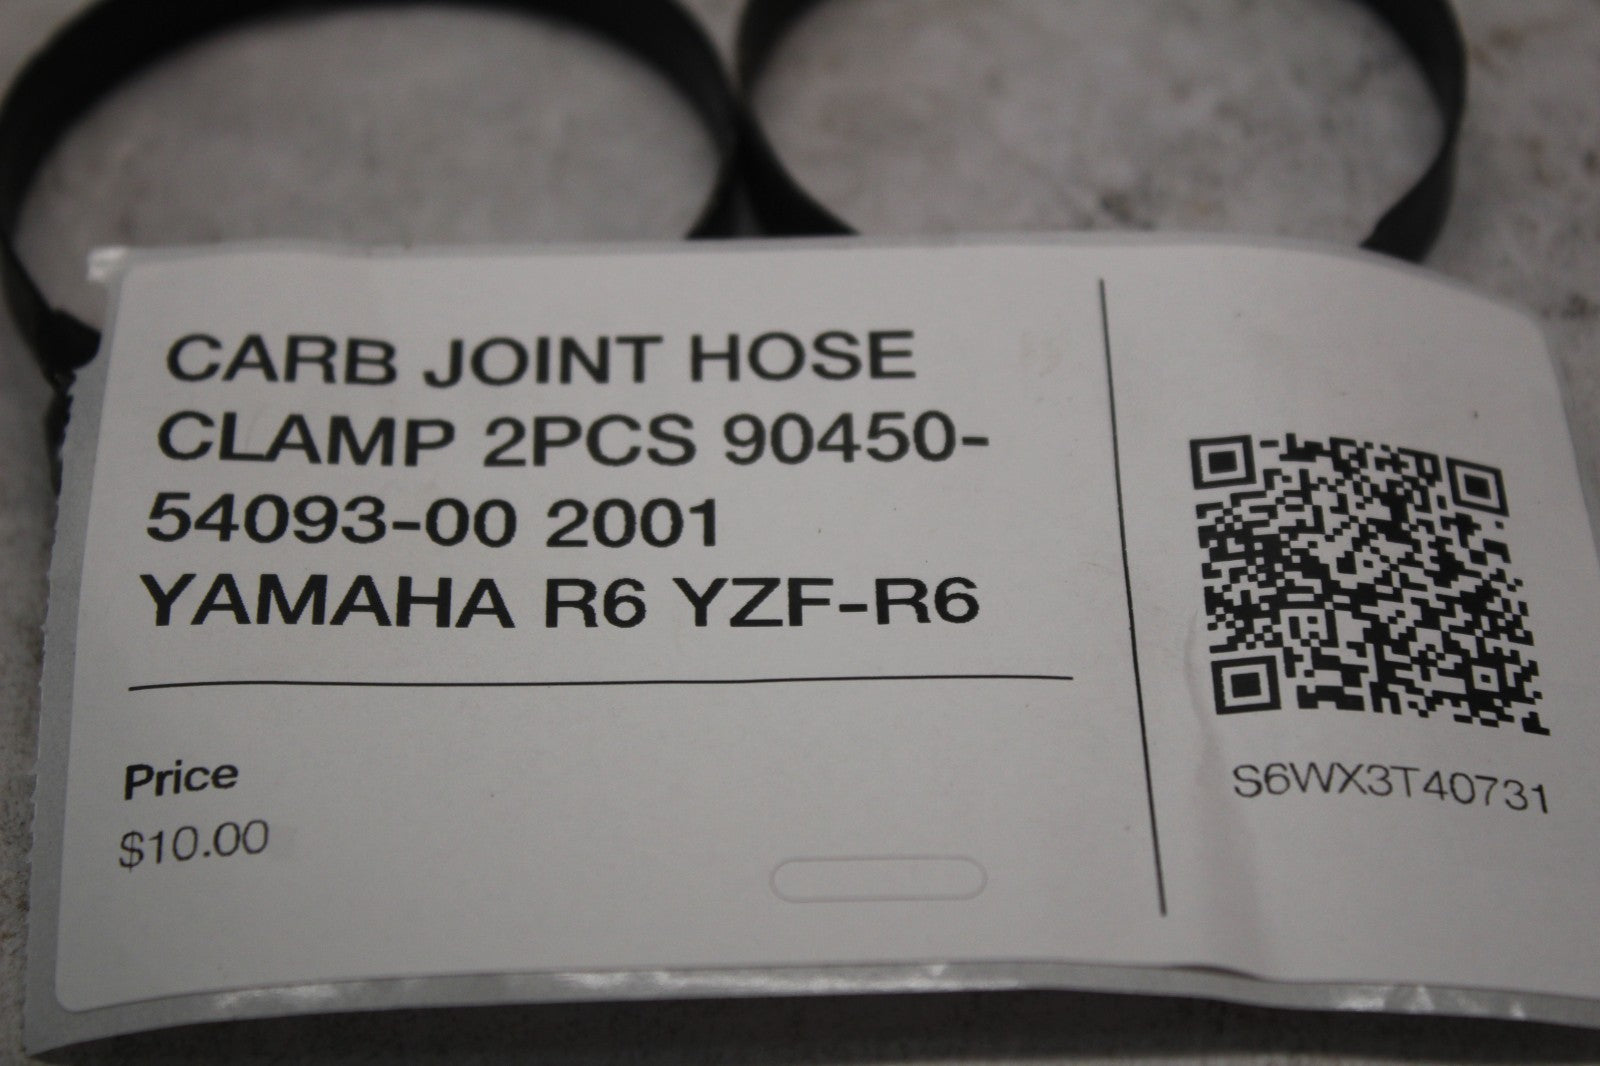 CARB JOINT HOSE
CLAMP 2PCS 90450-
54093-00 2001
YAMAHA R6 YZF-R6
Price
$10.00
S6WX3T40731